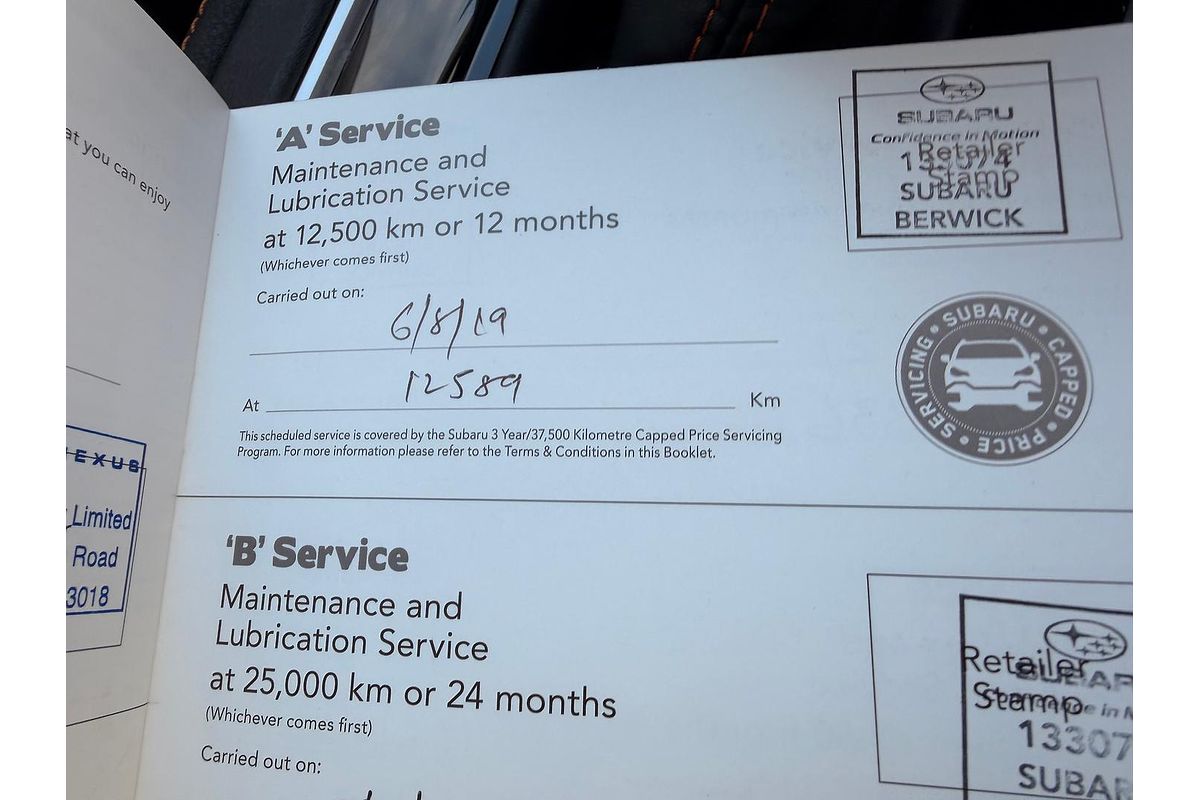 at you can enjoy
EXUS
Limited
Road
3018
'A' Service
Maintenance and
Lubrication Service
at 12,500 km or 12 months
(Whichever comes first)
Carried out on:
6/8/19
At 12589 Km
This scheduled service is covered by the Subaru 3 Year/37,500 Kilometre Capped Price Servicing
Program. For more information please refer to the Terms & Conditions in this Booklet.
SUBARU
Confidence in Motion
Retailer
Stamp
SUBARU
BERWICK
SUBARU • CAPPED • PRICE • SERVICING •
'B' Service
Maintenance and
Lubrication Service
at 25,000 km or 24 months
(Whichever comes first)
Carried out on:
Retailer
SUBAR
Stamp
e in M
13307
SUBAR